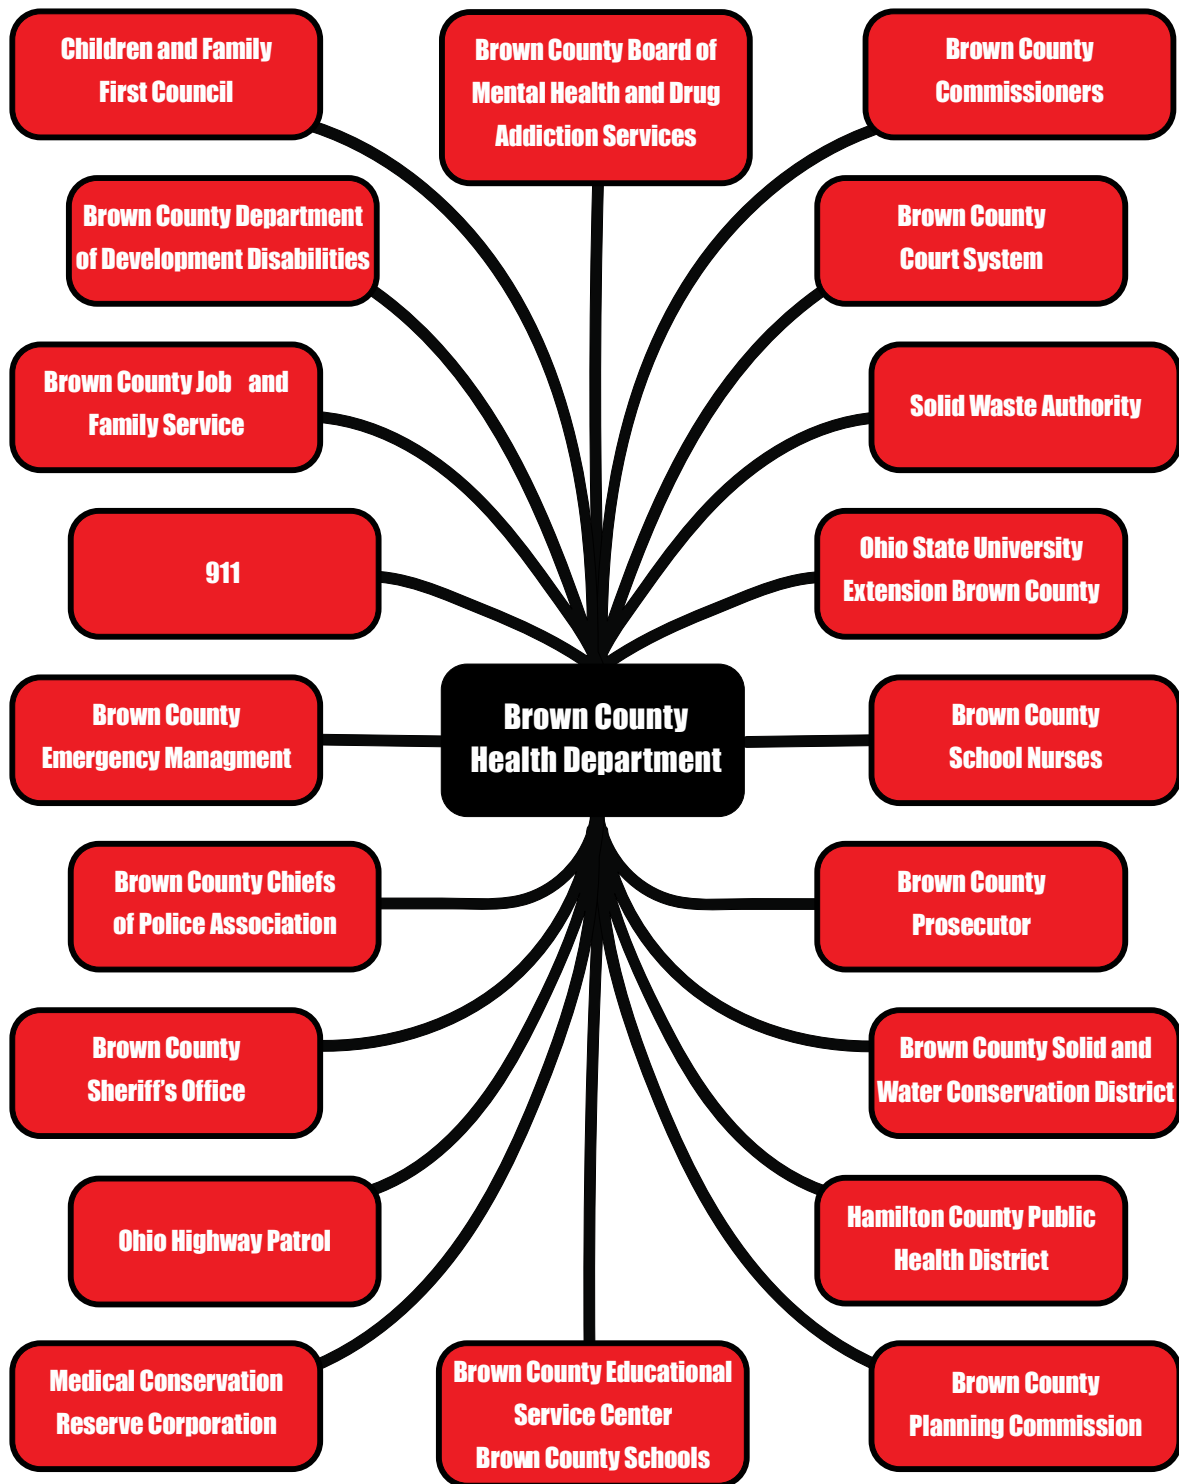 Children and Family
First Council
Brown County Board of
Mental Health and Drug
Addiction Services
Brown County
Commissioners
Brown County Department
of Development Disabilities
Brown County
Court System
Brown County Job and
Family Service
Solid Waste Authority
911
Ohio State University
Extension Brown County
Brown County
Emergency Managment
Brown County
Health Department
Brown County
School Nurses
Brown County Chiefs
of Police Association
Brown County
Prosecutor
Brown County
Sheriff’s Office
Brown County Solid and
Water Conservation District
Ohio Highway Patrol
Hamilton County Public
Health District
Medical Conservation
Reserve Corporation
Brown County Educational
Service Center
Brown County Schools
Brown County
Planning Commission